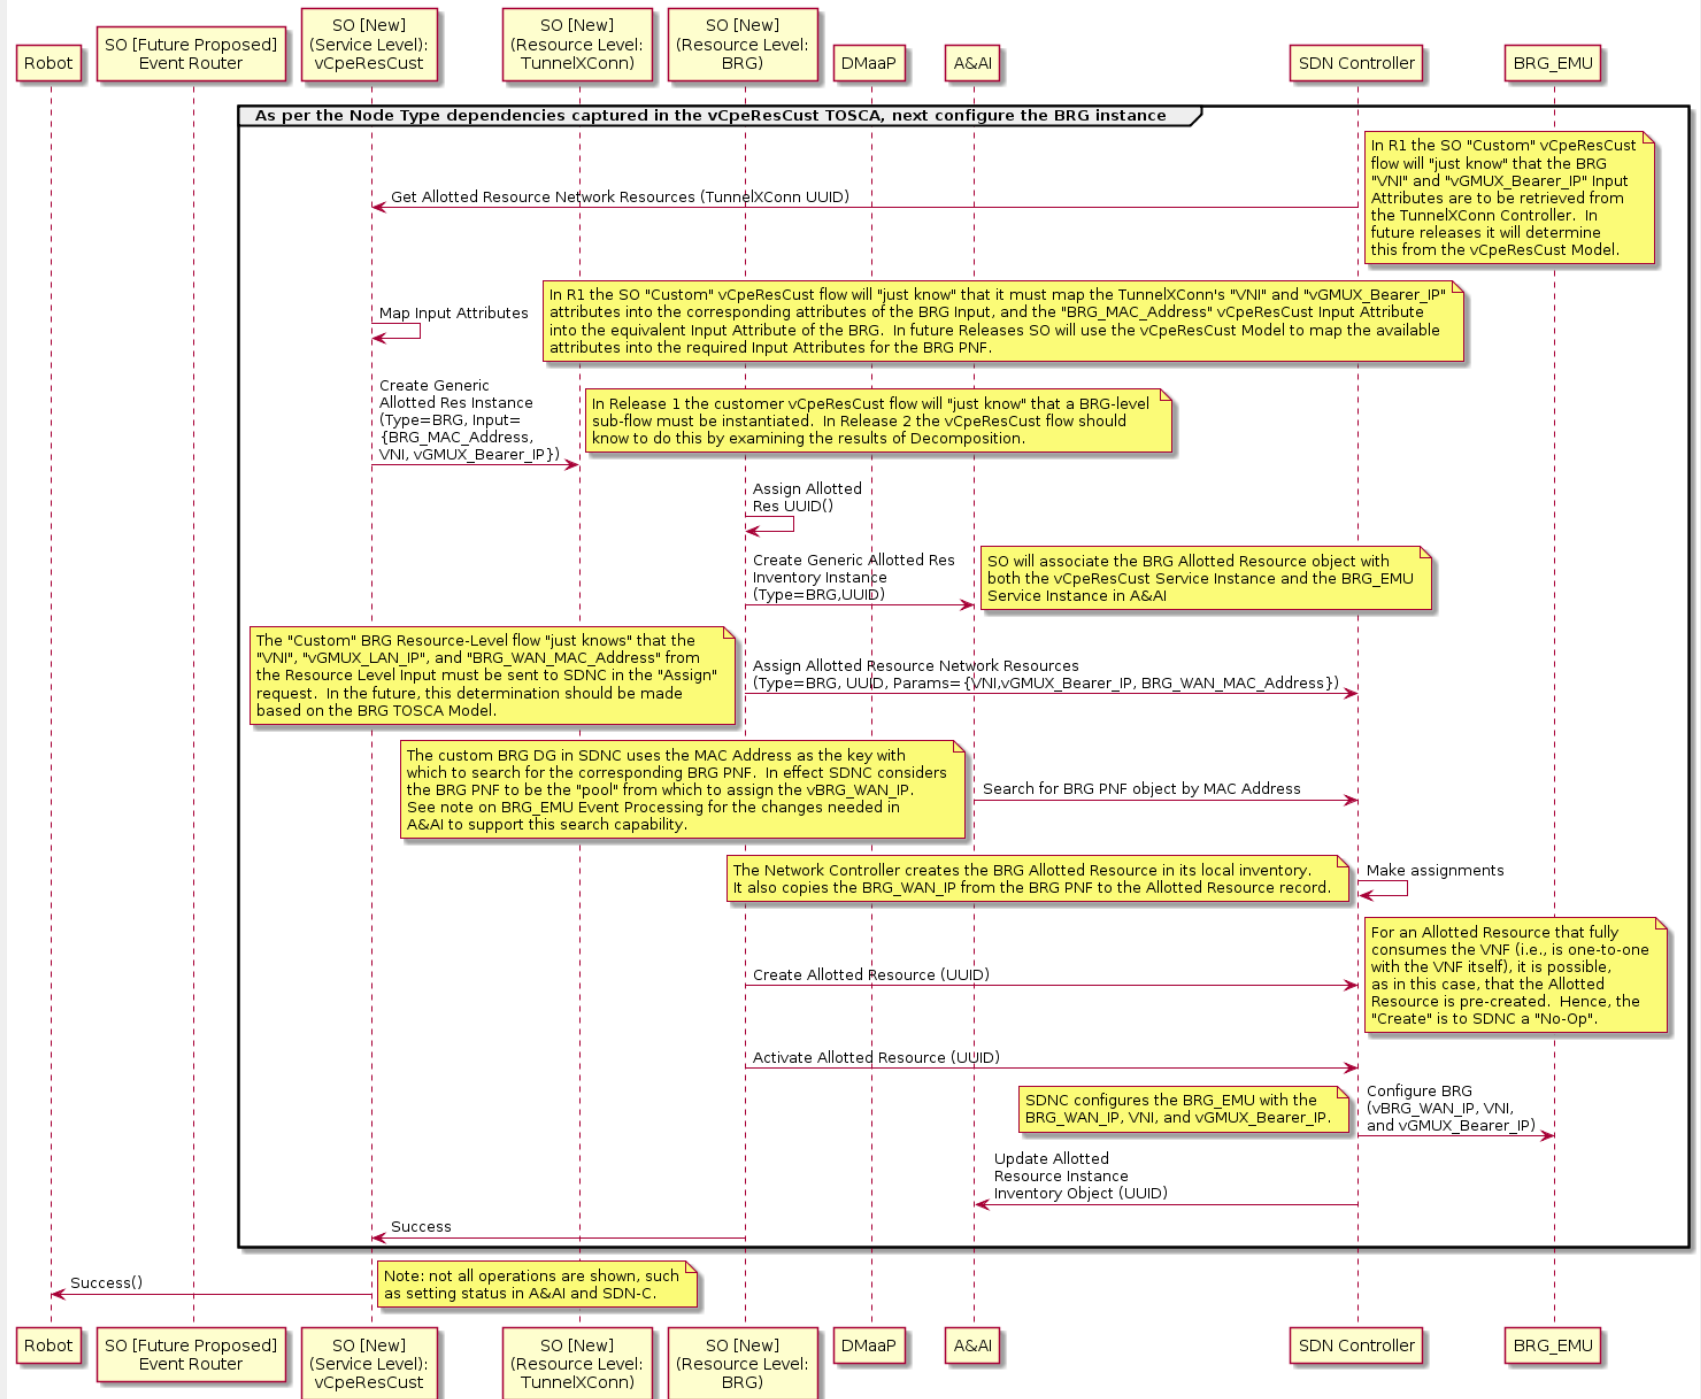 Robot
SO [Future Proposed]
Event Router
SO [New]
(Service Level):
vCpeResCust
SO [New]
(Resource Level:
TunnelXConn)
SO [New]
(Resource Level:
BRG)
DMaaP
A&AI
SDN Controller
BRG_EMU
As per the Node Type dependencies captured in the vCpeResCust TOSCA, next configure the BRG instance
In R1 the SO "Custom" vCpeResCust
flow will "just know" that the BRG
"VNI" and "vGMUX_Bearer_IP" Input
Attributes are to be retrieved from
the TunnelXConn Controller.  In
future releases it will determine
this from the vCpeResCust Model.
Get Allotted Resource Network Resources (TunnelXConn UUID)
In R1 the SO "Custom" vCpeResCust flow will "just know" that it must map the TunnelXConn's "VNI" and "vGMUX_Bearer_IP"
attributes into the corresponding attributes of the BRG Input, and the "BRG_MAC_Address" vCpeResCust Input Attribute
into the equivalent Input Attribute of the BRG.  In future Releases SO will use the vCpeResCust Model to map the available
attributes into the required Input Attributes for the BRG PNF.
Map Input Attributes
Create Generic
Allotted Res Instance
(Type=BRG, Input=
{BRG_MAC_Address,
VNI, vGMUX_Bearer_IP})
In Release 1 the customer vCpeResCust flow will "just know" that a BRG-level
sub-flow must be instantiated.  In Release 2 the vCpeResCust flow should
know to do this by examining the results of Decomposition.
Assign Allotted
Res UUID()
Create Generic Allotted Res
Inventory Instance
(Type=BRG,UUID)
SO will associate the BRG Allotted Resource object with
both the vCpeResCust Service Instance and the BRG_EMU
Service Instance in A&AI
The "Custom" BRG Resource-Level flow "just knows" that the
"VNI", "vGMUX_LAN_IP", and "BRG_WAN_MAC_Address" from
the Resource Level Input must be sent to SDNC in the "Assign"
request.  In the future, this determination should be made
based on the BRG TOSCA Model.
Assign Allotted Resource Network Resources
(Type=BRG, UUID, Params={VNI,vGMUX_Bearer_IP, BRG_WAN_MAC_Address})
The custom BRG DG in SDNC uses the MAC Address as the key with
which to search for the corresponding BRG PNF.  In effect SDNC considers
the BRG PNF to be the "pool" from which to assign the vBRG_WAN_IP.
See note on BRG_EMU Event Processing for the changes needed in
A&AI to support this search capability.
Search for BRG PNF object by MAC Address
The Network Controller creates the BRG Allotted Resource in its local inventory.
It also copies the BRG_WAN_IP from the BRG PNF to the Allotted Resource record.
Make assignments
For an Allotted Resource that fully
consumes the VNF (i.e., is one-to-one
with the VNF itself), it is possible,
as in this case, that the Allotted
Resource is pre-created.  Hence, the
"Create" is to SDNC a "No-Op".
Create Allotted Resource (UUID)
Activate Allotted Resource (UUID)
SDNC configures the BRG_EMU with the
BRG_WAN_IP, VNI, and vGMUX_Bearer_IP.
Configure BRG
(vBRG_WAN_IP, VNI,
and vGMUX_Bearer_IP)
Update Allotted
Resource Instance
Inventory Object (UUID)
Success
Success()
Note: not all operations are shown, such
as setting status in A&AI and SDN-C.
Robot
SO [Future Proposed]
Event Router
SO [New]
(Service Level):
vCpeResCust
SO [New]
(Resource Level:
TunnelXConn)
SO [New]
(Resource Level:
BRG)
DMaaP
A&AI
SDN Controller
BRG_EMU